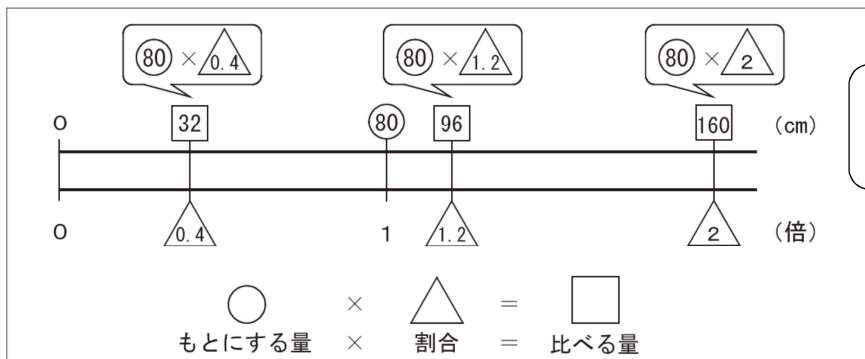 80 × 0.4
80 × 1.2
80 × 2
0 32 80 96 160 (cm)
0 0.4 1 1.2 2 (倍)
× =
もとにする量 × 割合 = 比べる量